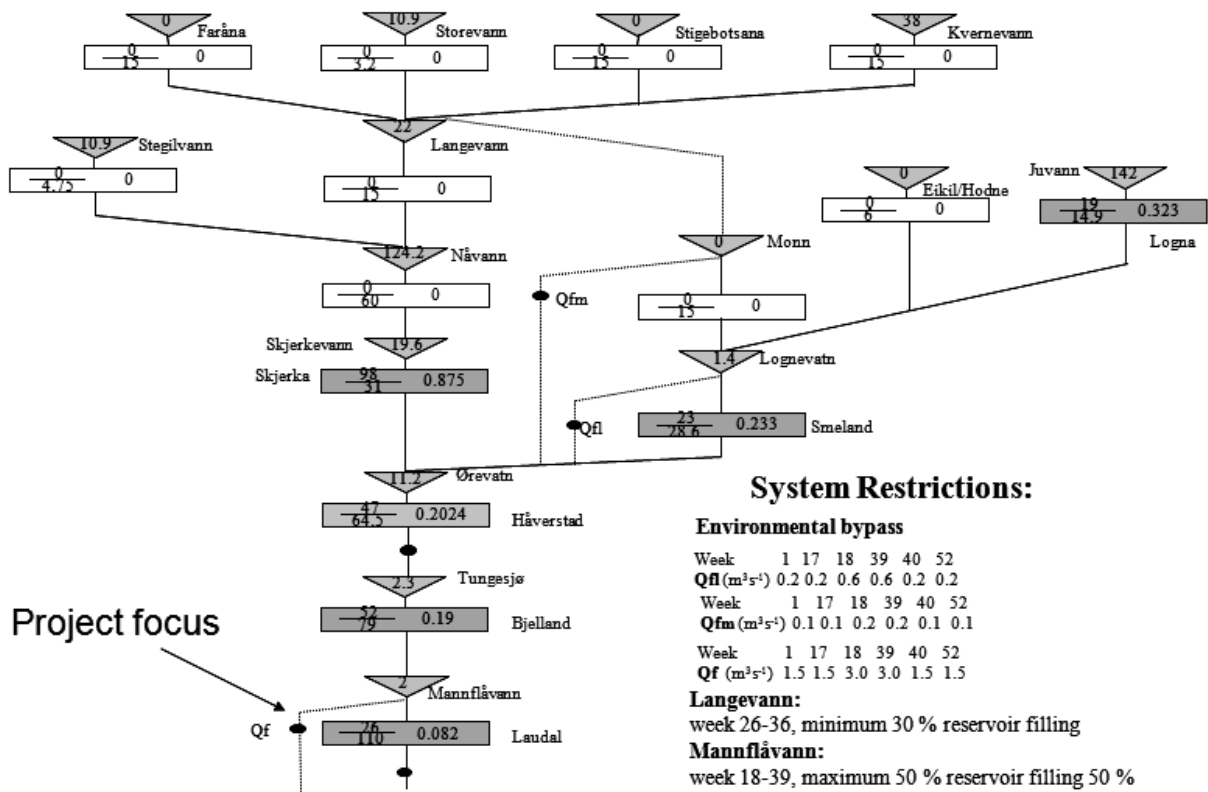 0 Faråna
10.9 Storevann
0 Stigebotsana
38 Kvernevann
0
15 0
0
3.2 0
0
15 0
0
15 0
22
Langevann
10.9 Stegilvann
0
4.75 0
0
15 0
0
Eikil/Hodne
0
6 0
Juvann 142
19
14.9 0.323
Logna
124.2 Nåvann
0 Monn
0
60 0
Qfm
0
15 0
Skjerkevann 19.6
1.4 Lognevatn
Skjerka 98
31 0.875
Qfl
23
28.6 0.233 Smeland
11.2 Ørevatn
47
64.5 0.2024 Håverstad
2.3 Tungesjø
52
79 0.19 Bjelland
Project focus
2 Mannflåvann
Qf
26
110 0.082 Laudal
System Restrictions:
Environmental bypass
Week 1 17 18 39 40 52
Qfl (m³s⁻¹) 0.2 0.2 0.6 0.6 0.2 0.2
Week 1 17 18 39 40 52
Qfm (m³s⁻¹) 0.1 0.1 0.2 0.2 0.1 0.1
Week 1 17 18 39 40 52
Qf (m³s⁻¹) 1.5 1.5 3.0 3.0 1.5 1.5
Langevann:
week 26-36, minimum 30 % reservoir filling
Mannflåvann:
week 18-39, maximum 50 % reservoir filling 50 %